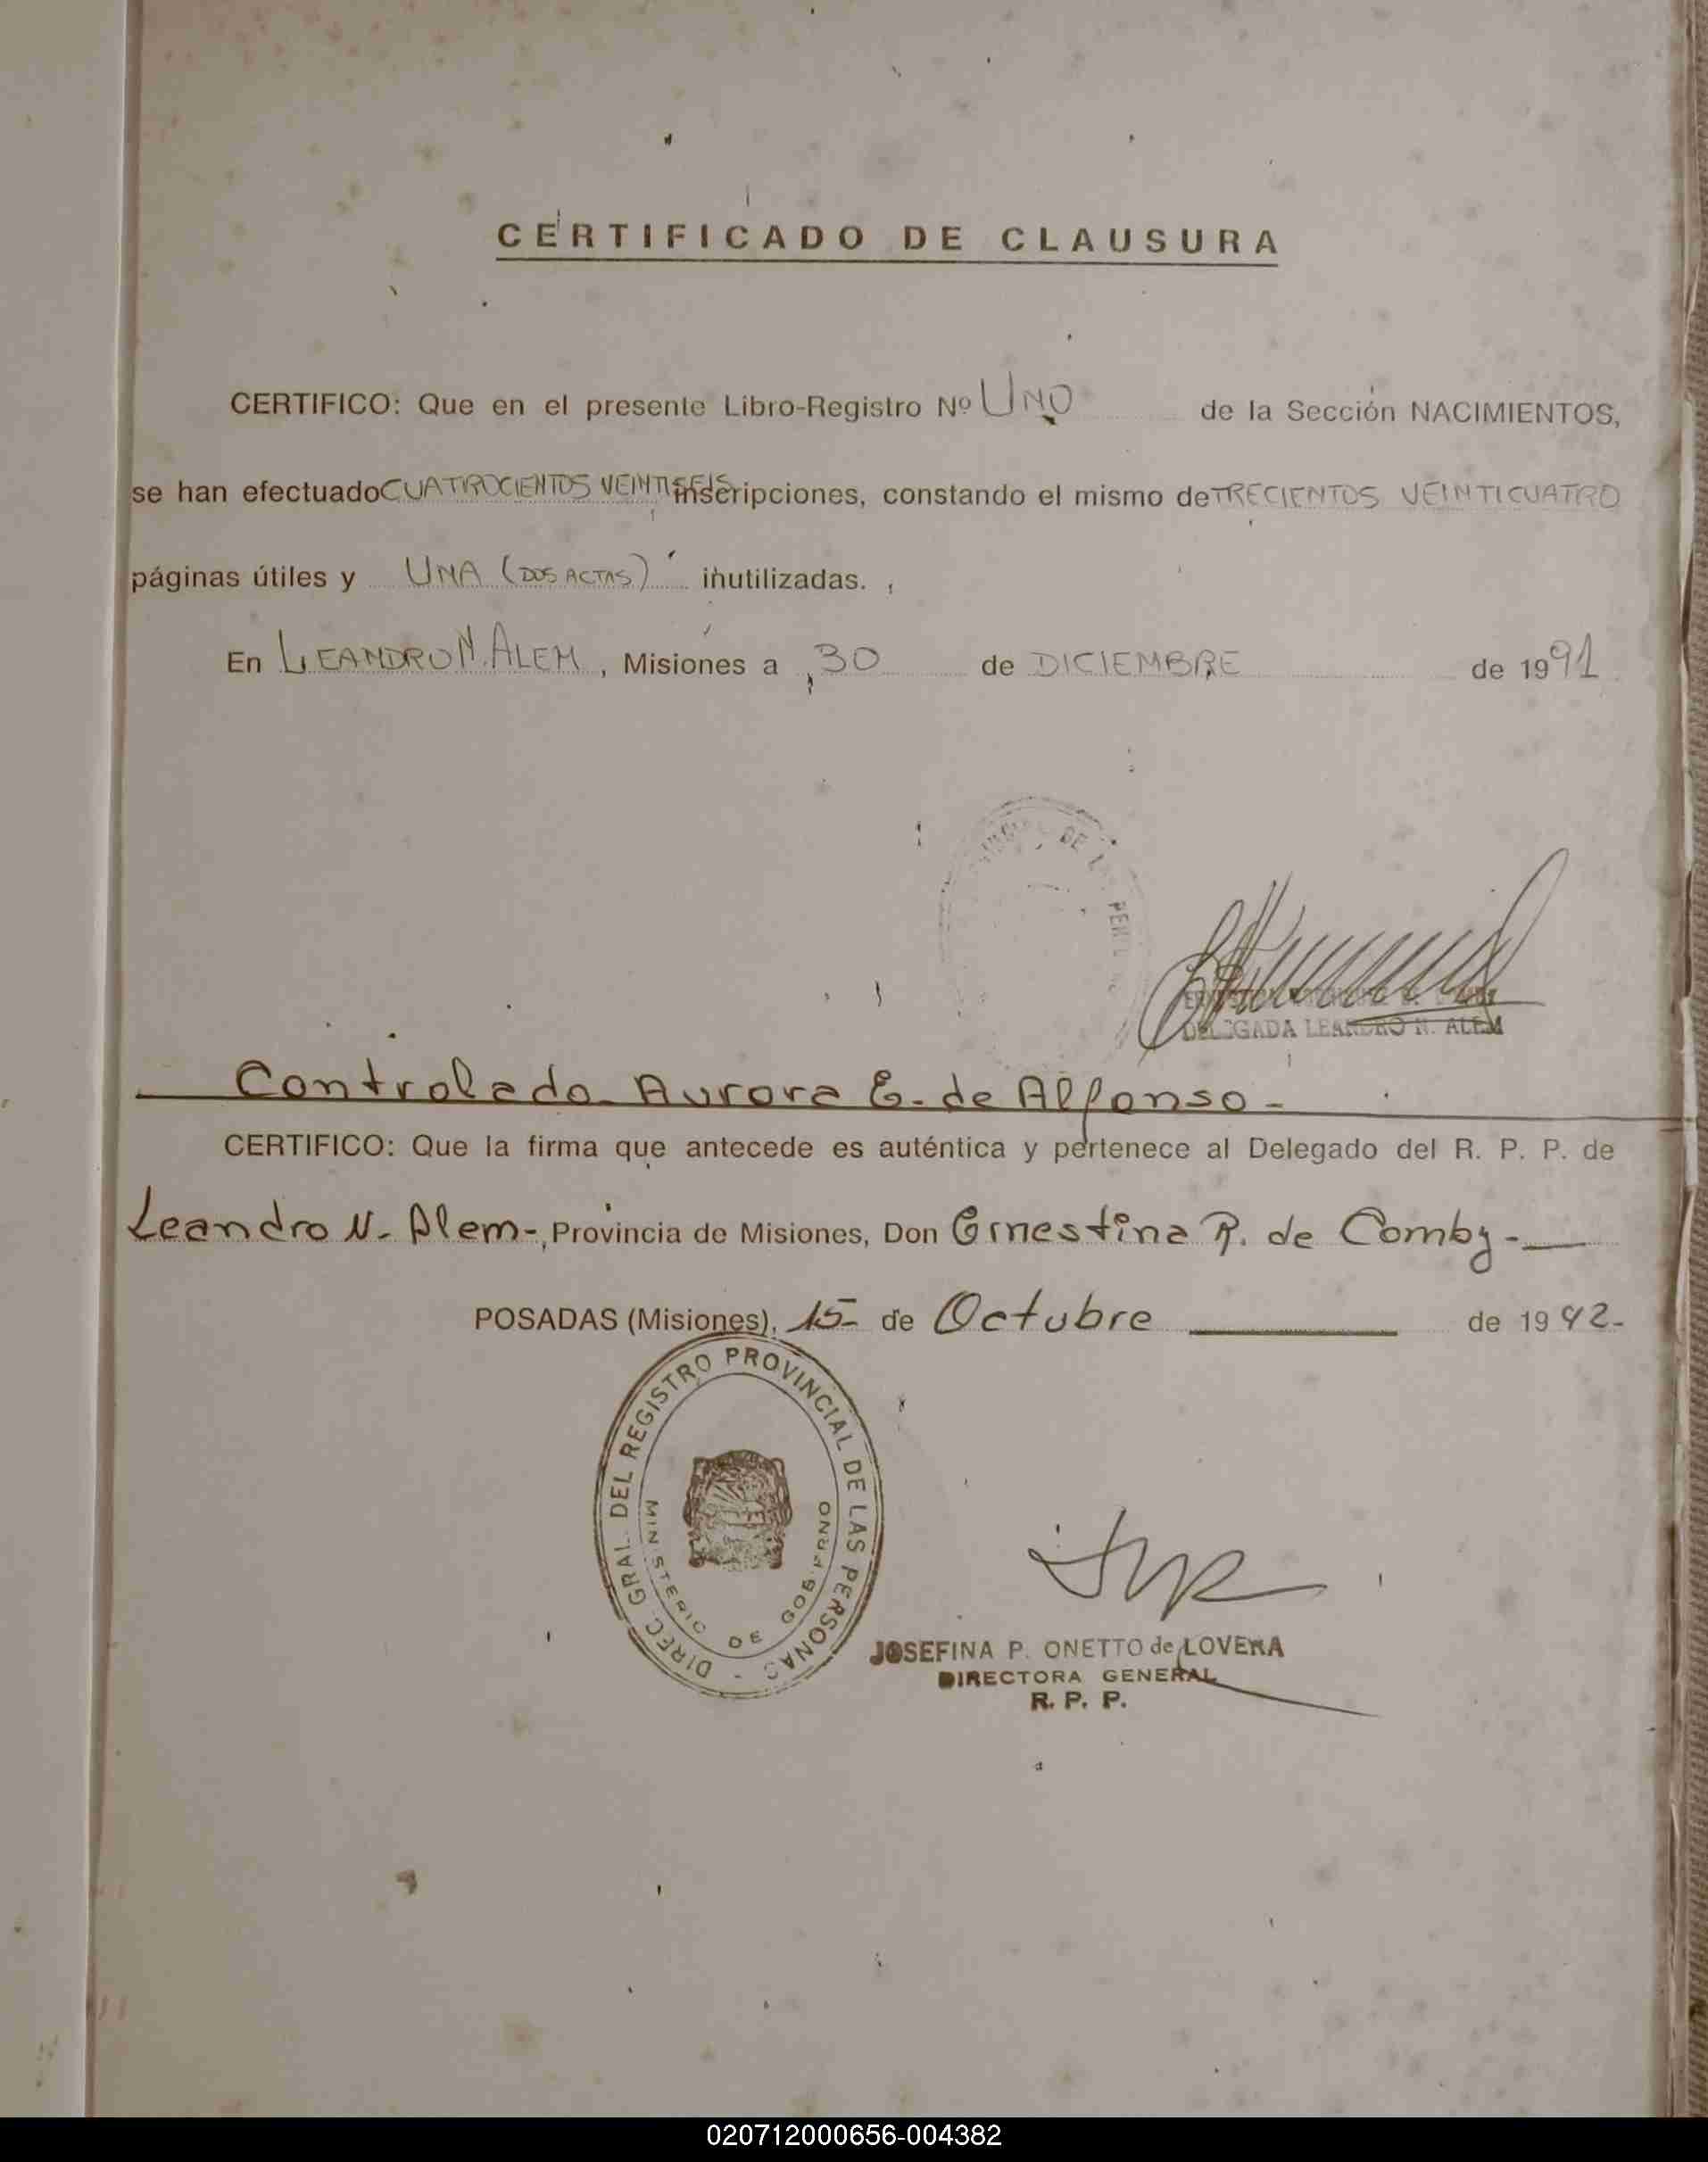 CERTIFICADO DE CLAUSURA
CERTIFICO: Que en el presente Libro-Registro Nº UNO de la Sección NACIMIENTOS,
se han efectuado CUATROCIENTOS VEINTISEIS inscripciones, constando el mismo de TRECIENTOS VEINTICUATRO
páginas útiles y UNA (DOS ACTAS) inutilizadas.
En LEANDRO N. ALEM, Misiones a 30 de DICIEMBRE de 1991
DE PER
DELEGADA LEANDRO N. ALEM
Controlado Aurora E. de Alfonso-
CERTIFICO: Que la firma que antecede es auténtica y pertenece al Delegado del R. P. P. de
Leandro N. Alem-, Provincia de Misiones, Don Ernestina R. de Comby-
POSADAS (Misiones), 15- de Octubre de 1992-
DIREC. GRAL. DEL REGISTRO PROVINCIAL DE LAS PERSONAS -
MINISTERIO DE GOBIERNO
JOSEFINA P. ONETTO de LOVERA
DIRECTORA GENERAL
R. P. P.
020712000656-004382